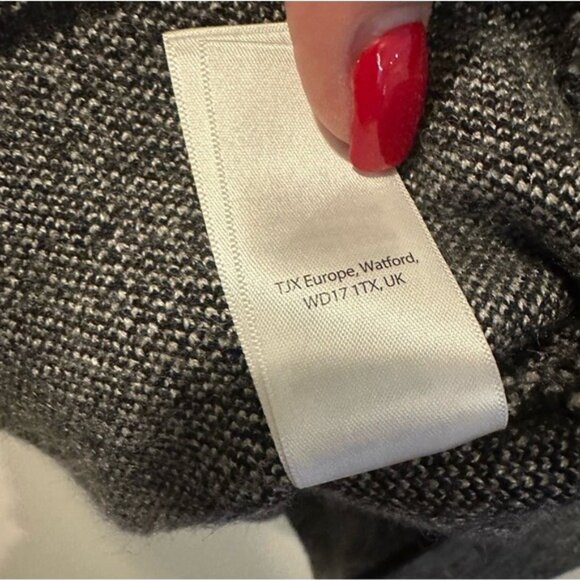 TJX Europe, Watford,
WD17 1TX, UK